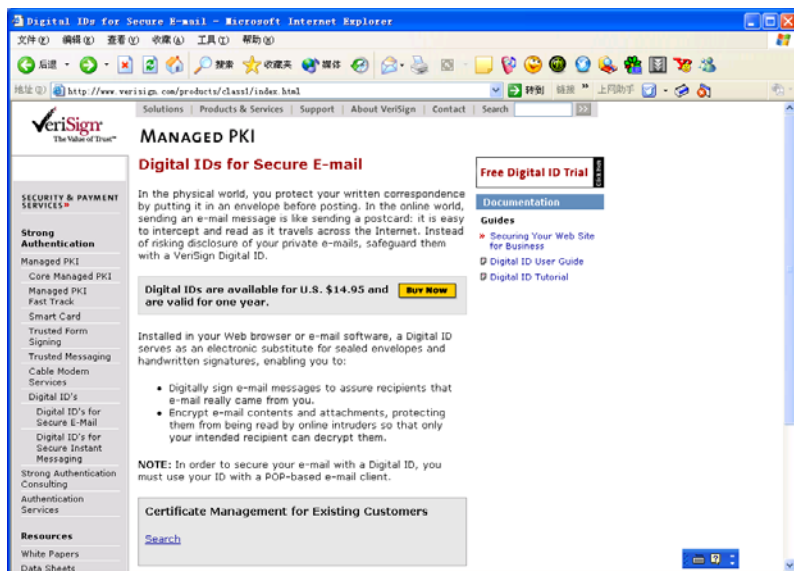 Digital IDs for Secure E-mail - Microsoft Internet Explorer
文件(F) 编辑(E) 查看(V) 收藏(A) 工具(T) 帮助(H)
后退 搜索 收藏夹 媒体
地址(D) http://www.verisign.com/products/class1/index.html 转到 链接 » 上网助手
Solutions | Products & Services | Support | About VeriSign | Contact | Search
VeriSign
The Value of Trust™
MANAGED PKI
Digital IDs for Secure E-mail
In the physical world, you protect your written correspondence
by putting it in an envelope before posting. In the online world,
sending an e-mail message is like sending a postcard: it is easy
to intercept and read as it travels across the Internet. Instead
of risking disclosure of your private e-mails, safeguard them
with a VeriSign Digital ID.
Digital IDs are available for U.S. $14.95 and
are valid for one year.
Buy Now
Installed in your Web browser or e-mail software, a Digital ID
serves as an electronic substitute for sealed envelopes and
handwritten signatures, enabling you to:
• Digitally sign e-mail messages to assure recipients that
e-mail really came from you.
• Encrypt e-mail contents and attachments, protecting
them from being read by online intruders so that only
your intended recipient can decrypt them.
NOTE: In order to secure your e-mail with a Digital ID, you
must use your ID with a POP-based e-mail client.
Certificate Management for Existing Customers
Search
SECURITY & PAYMENT
SERVICES»
Strong
Authentication
Managed PKI
Core Managed PKI
Managed PKI
Fast Track
Smart Card
Trusted Form
Signing
Trusted Messaging
Cable Modem
Services
Digital ID's
Digital ID's for
Secure E-Mail
Digital ID's for
Secure Instant
Messaging
Strong Authentication
Consulting
Authentication
Services
Resources
White Papers
Data Sheets
Free Digital ID Trial
Documentation
Guides
» Securing Your Web Site
for Business
Digital ID User Guide
Digital ID Tutorial